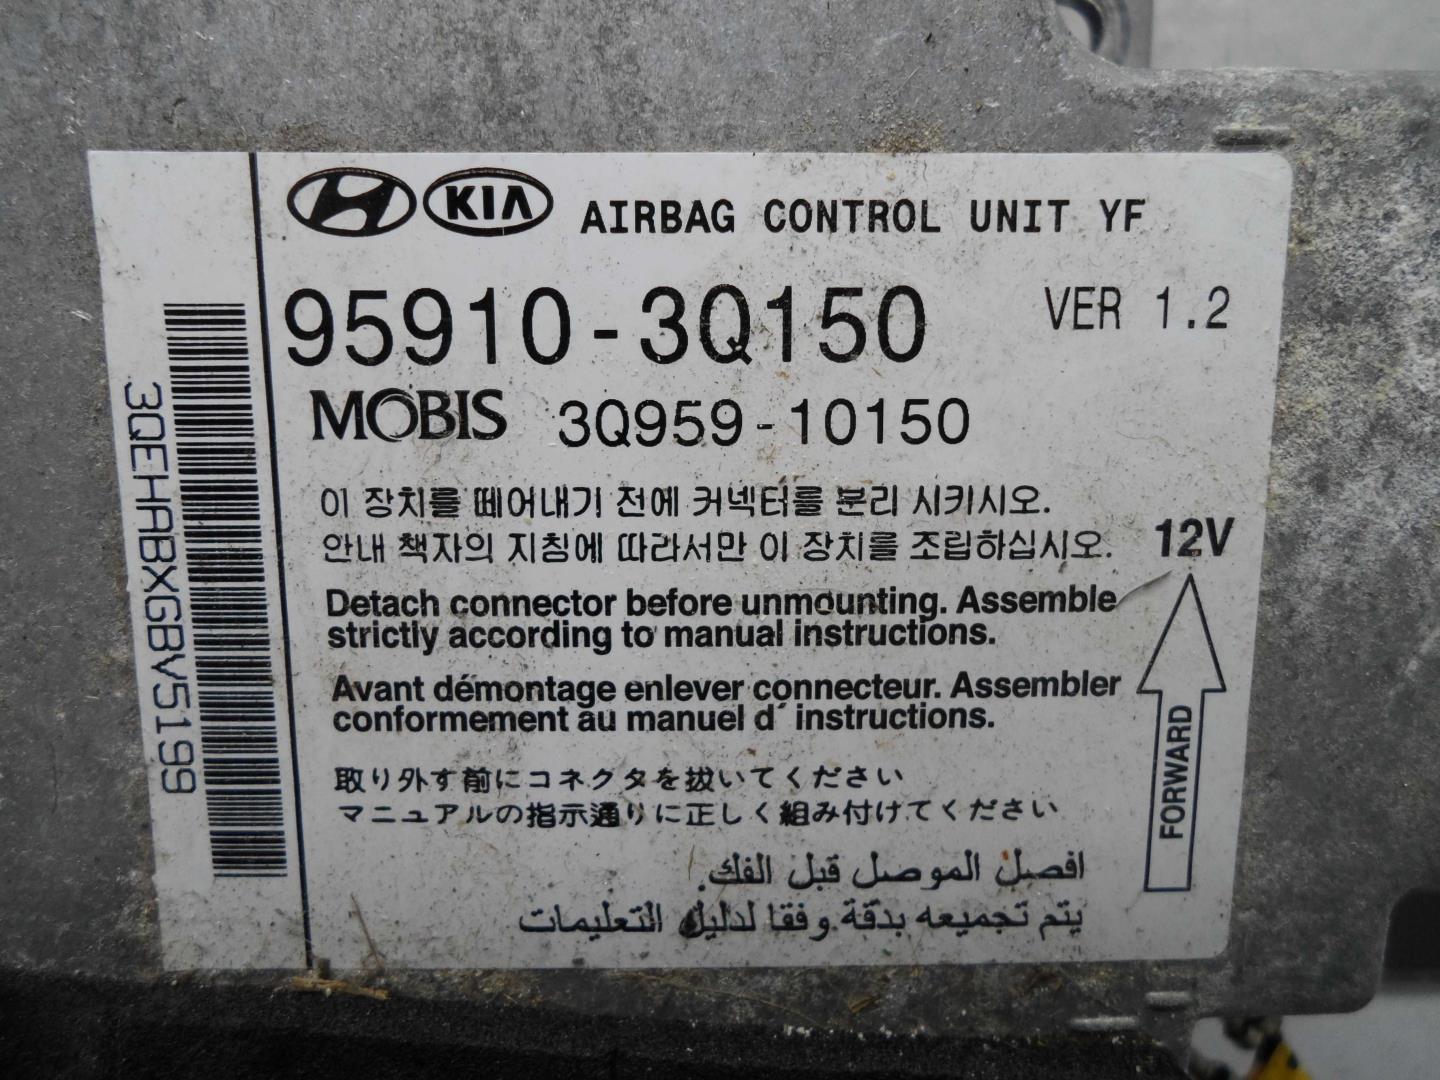 KIA AIRBAG CONTROL UNIT YF
95910-3Q150 VER 1.2
MOBIS 3Q959-10150
이 장치를 떼어내기 전에 커넥터를 분리 시키시오.
안내 책자의 지침에 따라서만 이 장치를 조립하십시오.
12V
Detach connector before unmounting. Assemble
strictly according to manual instructions.
Avant démontage enlever connecteur. Assembler
conformement au manuel d' instructions.
取り外す前にコネクタを抜いてください
マニュアルの指示通りに正しく組み付けてください
افصل الموصل قبل الفك.
يتم تجميعه بدقة وفقا لدليل التعليمات
FORWARD
3QEHABXGBV5199